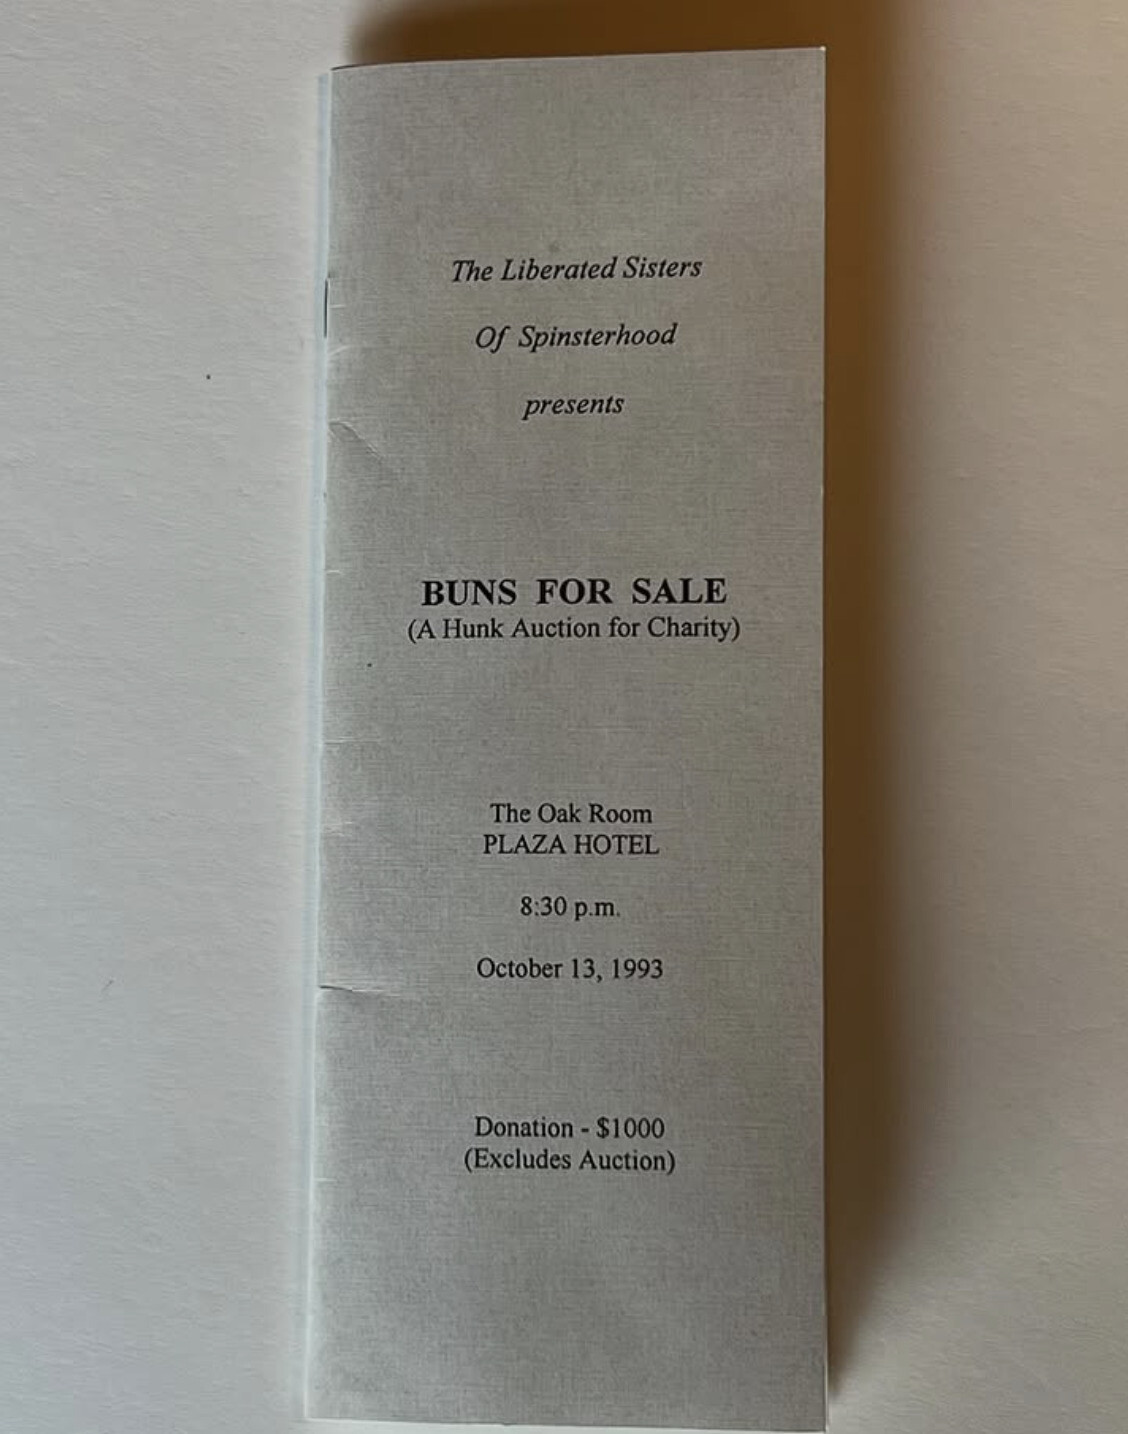 The Liberated Sisters
Of Spinsterhood
presents
BUNS FOR SALE
(A Hunk Auction for Charity)
The Oak Room
PLAZA HOTEL
8:30 p.m.
October 13, 1993
Donation - $1000
(Excludes Auction)